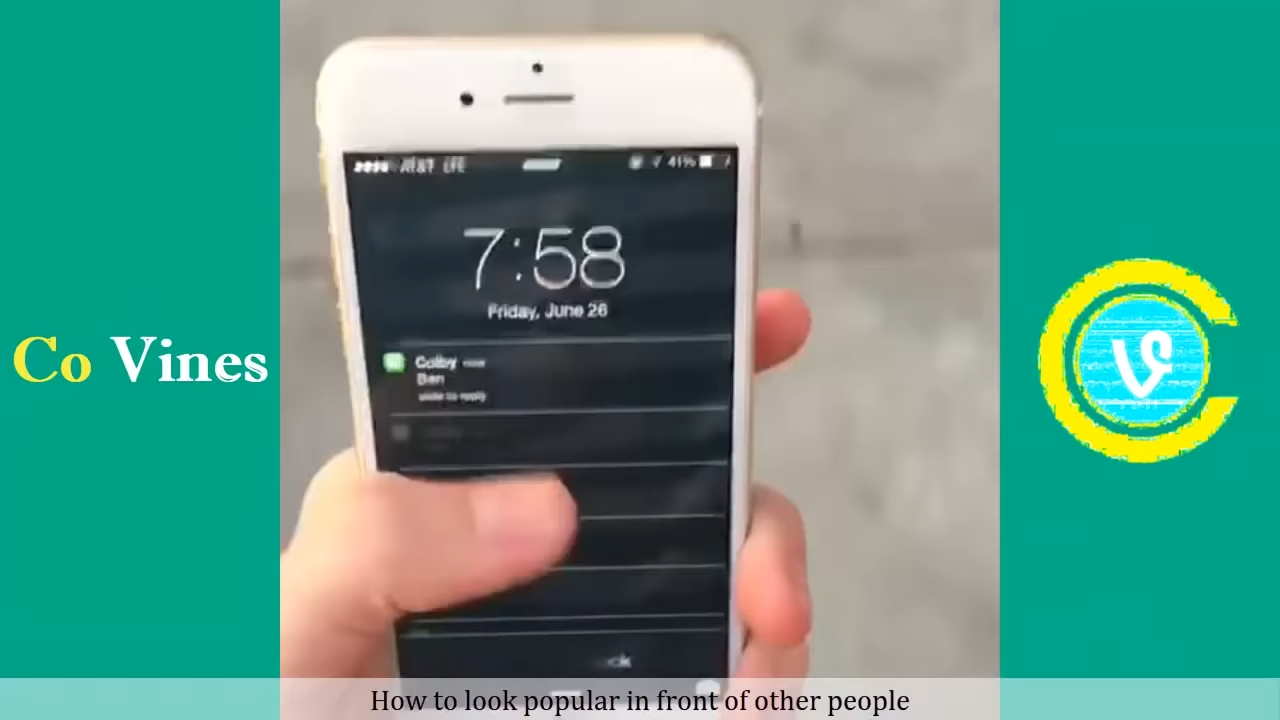 AT&T LTE 41%
7:58
Friday, June 26
Colby now
Ben
slide to reply
Co Vines
How to look popular in front of other people